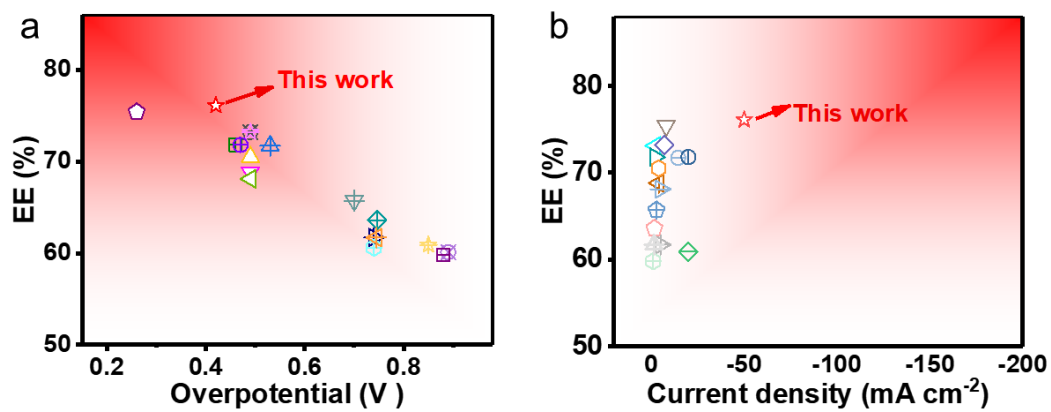 a
EE (%)
80
70
60
50
This work
0.2 0.4 0.6 0.8
Overpotential (V )
b
EE (%)
80
70
60
50
This work
0 -50 -100 -150 -200
Current density (mA cm⁻²)